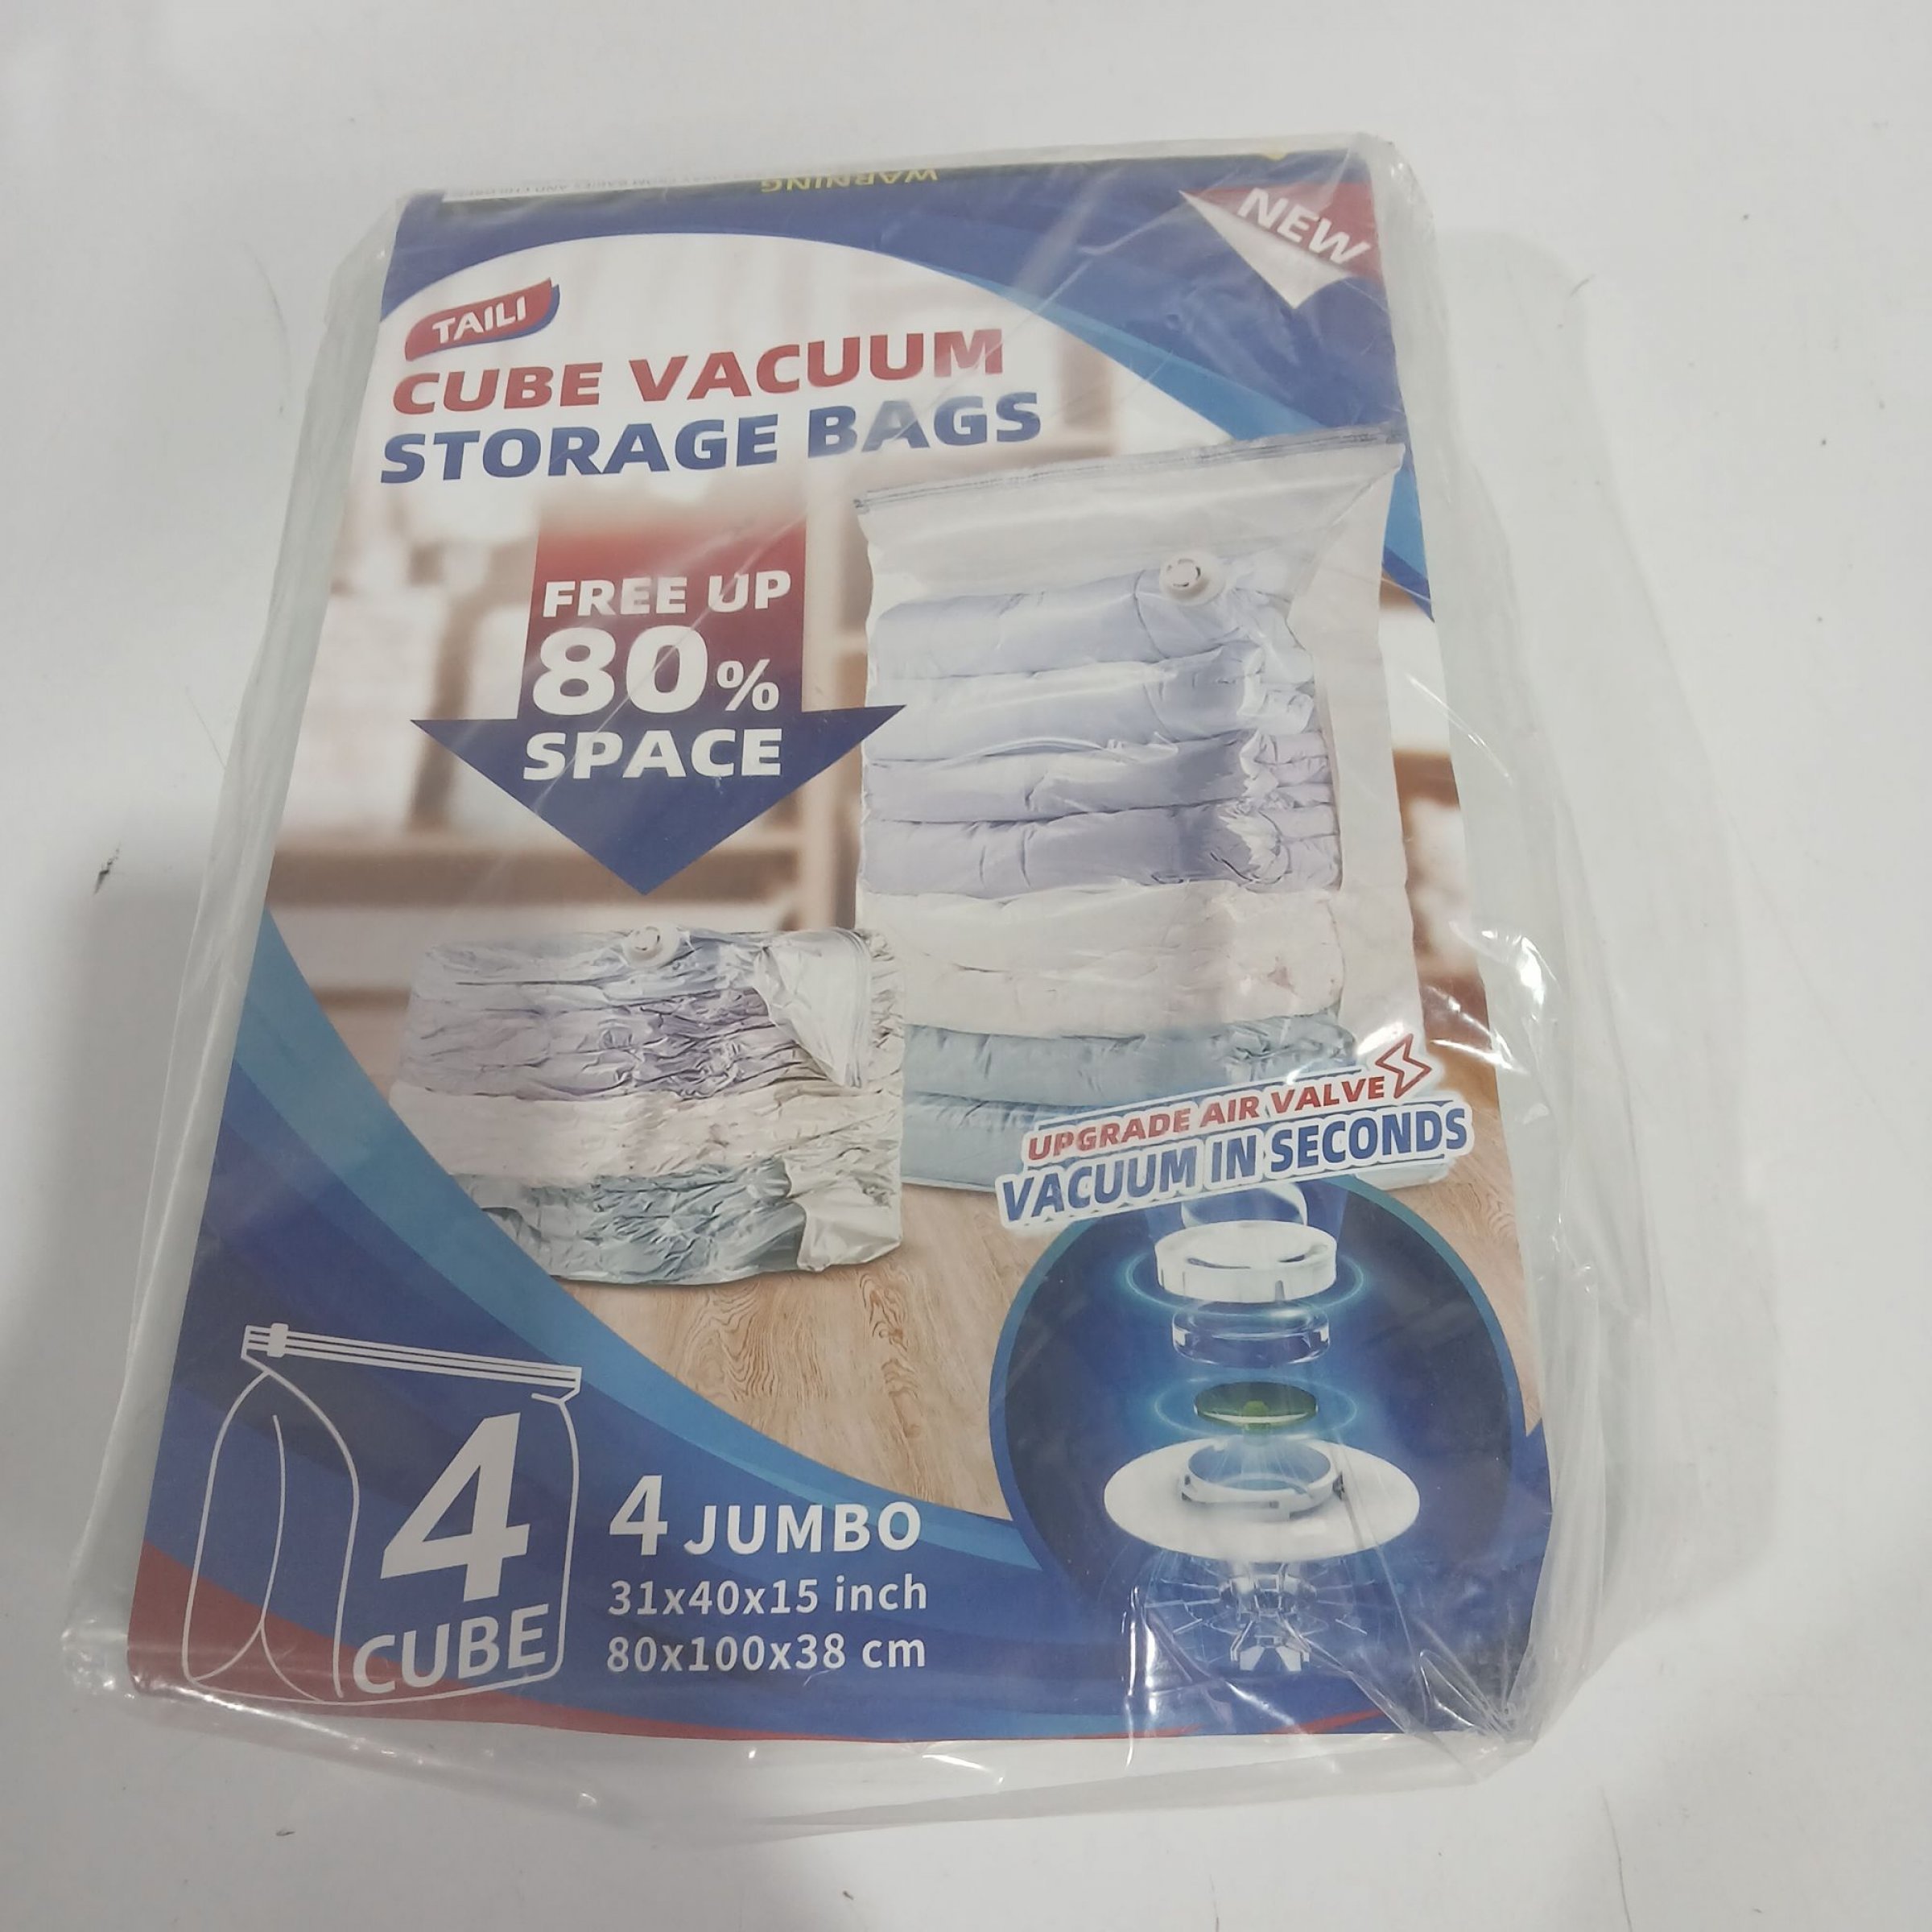 WARNING
NEW
TAILI
CUBE VACUUM
STORAGE BAGS
FREE UP
80%
SPACE
UPGRADE AIR VALVE
VACUUM IN SECONDS
4
CUBE
4 JUMBO
31x40x15 inch
80x100x38 cm